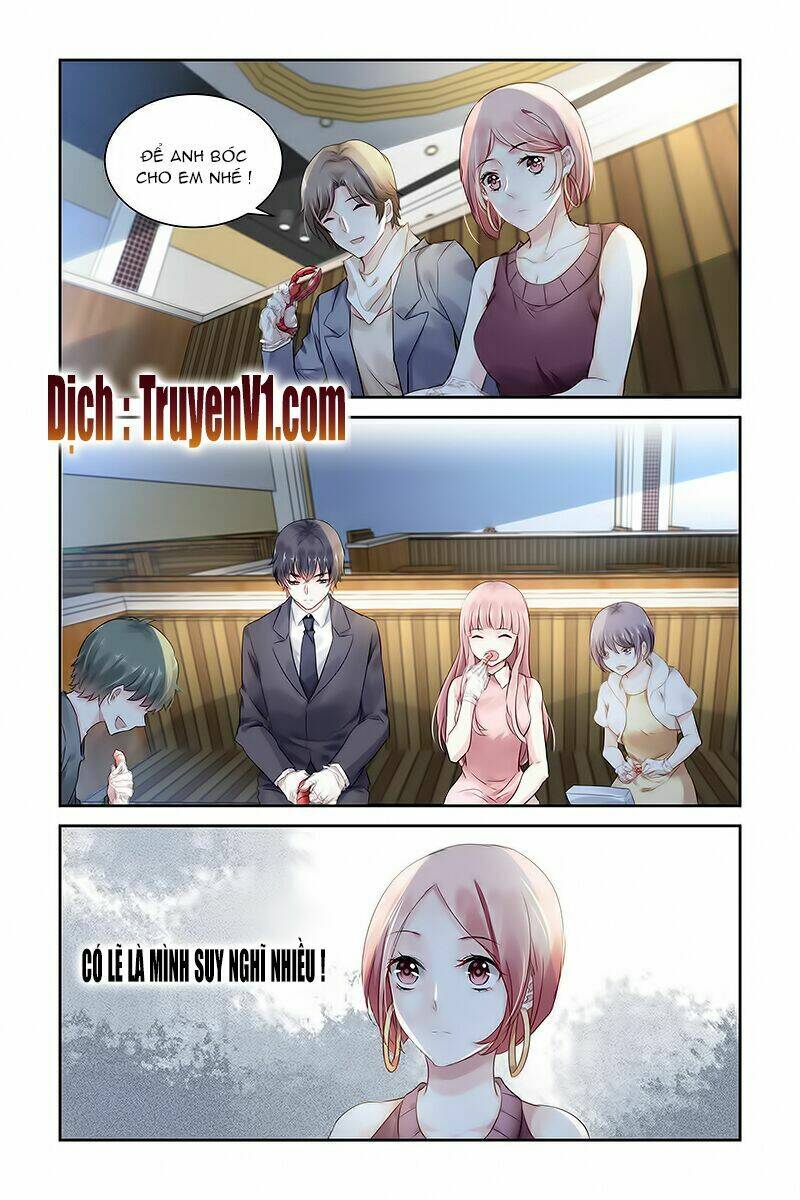 ĐỂ ANH BÓC
CHO EM NHÉ !
Dịch : TruyenV1.com
CÓ LẼ LÀ MÌNH SUY NGHĨ NHIỀU !